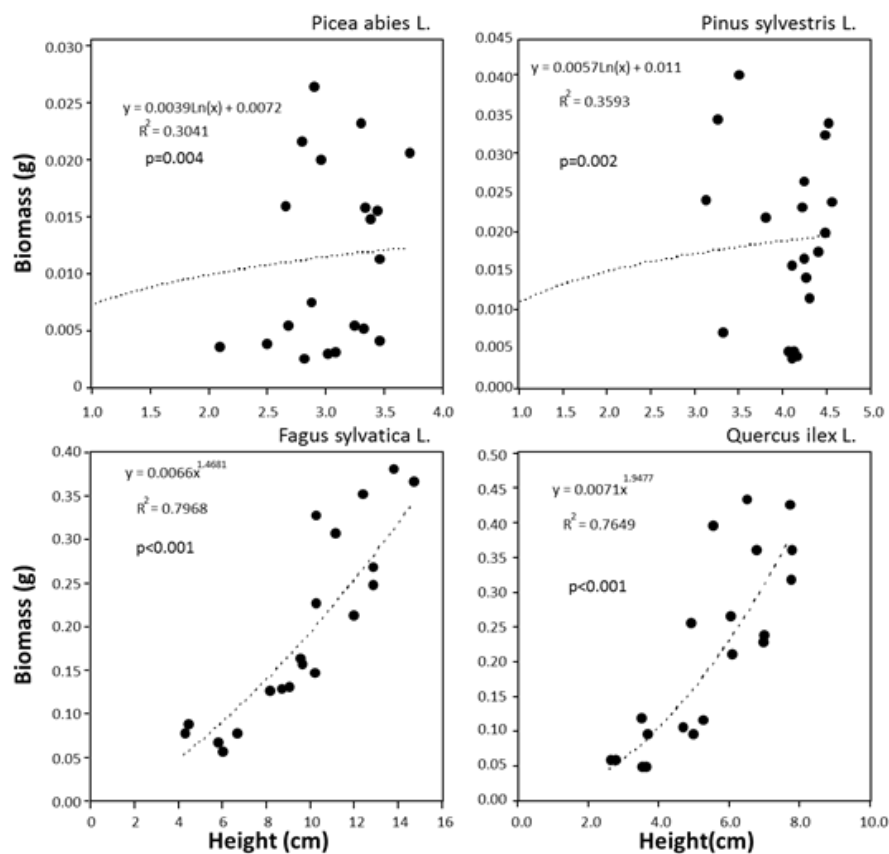 Picea abies L.
0.030
0.025
0.020
0.015
0.010
0.005
0
y = 0.0039Ln(x) + 0.0072
R² = 0.3041
p=0.004
Biomass (g)
1.0 2.0 2.5 3.0 3.5 4.0
Pinus sylvestris L.
0.045
0.040
0.035
0.030
0.025
0.020
0.015
0.010
0.005
0.000
y = 0.0057Ln(x) + 0.011
R² = 0.3593
p=0.002
1.0 1.5 2.0 2.5 3.0 3.5 4.0 4.5 5.0
Fagus sylvatica L.
0.40
0.35
0.30
0.25
0.20
0.15
0.10
0.05
0.00
y = 0.0066x^1.4681
R² = 0.7968
p<0.001
Biomass (g)
0 2 4 6 8 10 12 14 16
Height (cm)
Quercus ilex L.
0.50
0.45
0.40
0.35
0.30
0.25
0.20
0.15
0.10
0.05
0.00
y = 0.0071x^1.9477
R² = 0.7649
p<0.001
0.0 2.0 4.0 6.0 8.0 10.0
Height(cm)